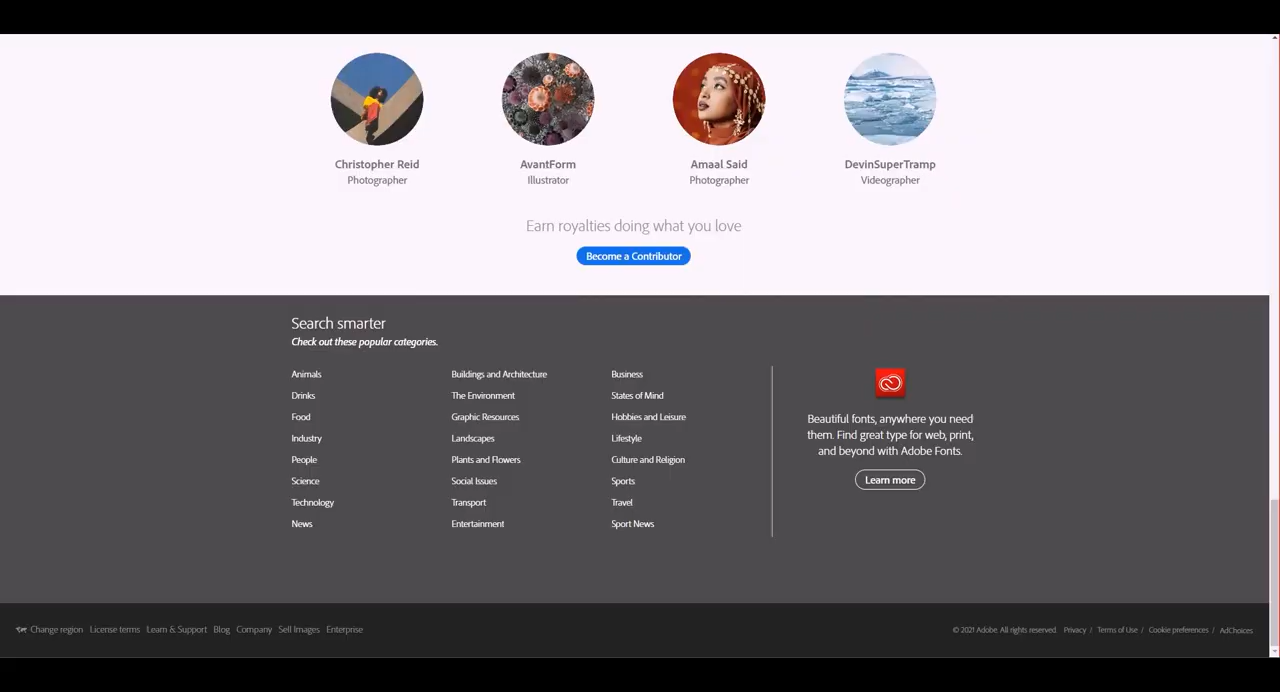 Christopher Reid
Photographer
AvantForm
Illustrator
Amaal Said
Photographer
DevinSuperTramp
Videographer
Earn royalties doing what you love
Become a Contributor
Search smarter
Check out these popular categories.
Animals
Drinks
Food
Industry
People
Science
Technology
News
Buildings and Architecture
The Environment
Graphic Resources
Landscapes
Plants and Flowers
Social Issues
Transport
Entertainment
Business
States of Mind
Hobbies and Leisure
Lifestyle
Culture and Religion
Sports
Travel
Sport News
Beautiful fonts, anywhere you need
them. Find great type for web, print,
and beyond with Adobe Fonts.
Learn more
Change region License terms Learn & Support Blog Company Sell Images Enterprise
© 2021 Adobe. All rights reserved. Privacy / Terms of Use / Cookie preferences / AdChoices